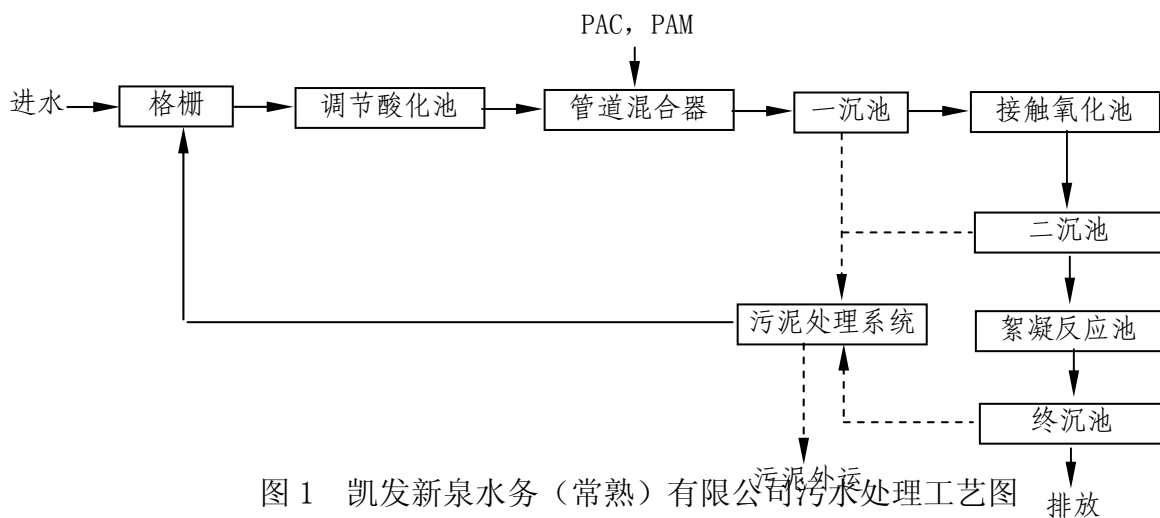 PAC，PAM
进水
格栅
调节酸化池
管道混合器
一沉池
接触氧化池
二沉池
污泥处理系统
絮凝反应池
终沉池
污泥外运
图 1 凯发新泉水务（常熟）有限公司污水处理工艺图
排放